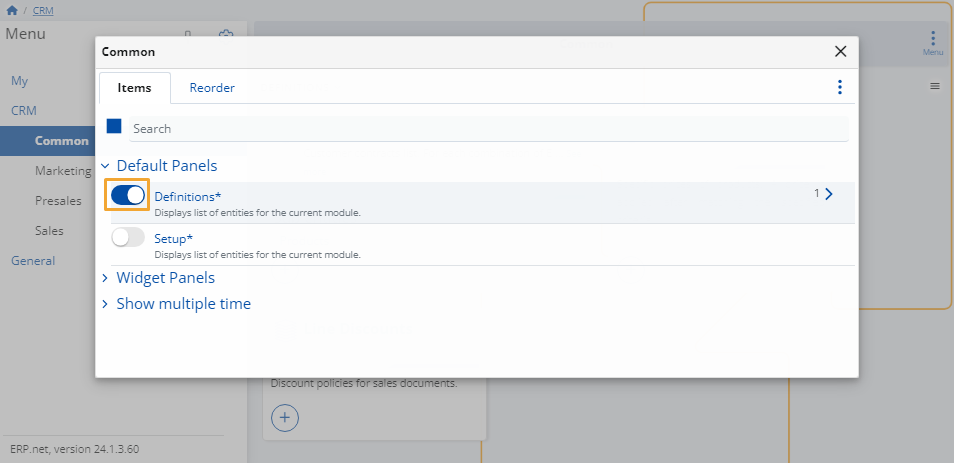 / CRM
Menu
Menu
Common
Items
Reorder
Search
My
CRM
Common
Marketing
Presales
Sales
General
Default Panels
Definitions*
1
Displays list of entities for the current module.
Setup*
Displays list of entities for the current module.
Widget Panels
Show multiple time
Discount policies for sales documents.
ERP.net, version 24.1.3.60